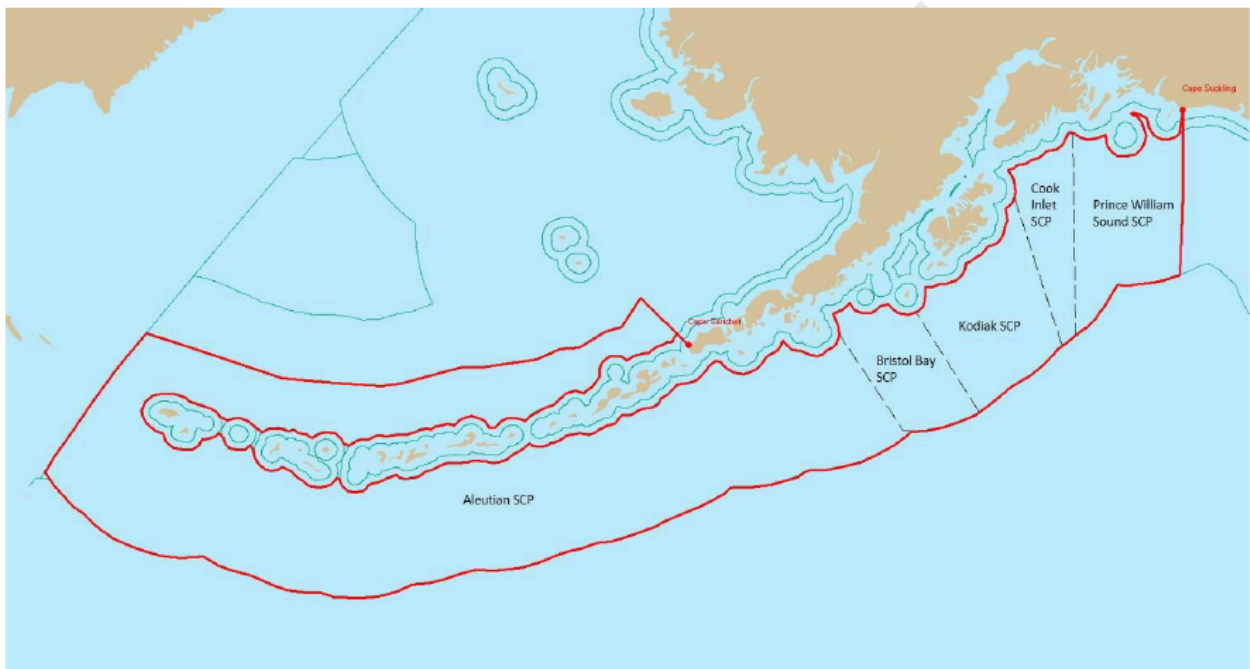 Cape Suckling
Cook
Inlet
SCP
Prince William
Sound SCP
Cape Sarichef
Kodiak SCP
Bristol Bay
SCP
Aleutian SCP